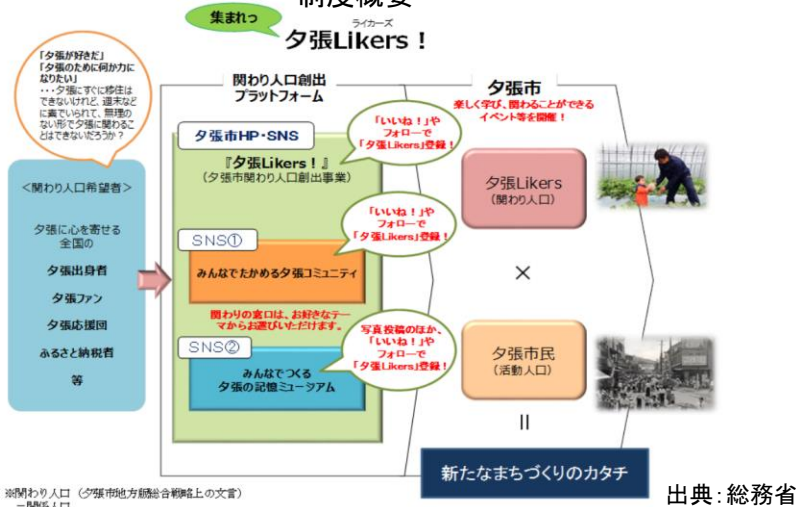 制度概要
集まれっ
ライカーズ
夕張Likers！
「夕張が好きだ」
「夕張のために何か力に
なりたい」
・・・夕張にすぐに移住は
できないけれど、週末など
に素でいられて、無理の
ない形で夕張に関わるこ
とはできないだろうか？
＜関わり人口希望者＞
夕張に心を寄せる
全国の
夕張出身者
夕張ファン
夕張応援団
ふるさと納税者
等
関わり人口創出
プラットフォーム
夕張市HP・SNS
「いいね！」や
フォローで
「夕張Likers」登録！
『夕張Likers！』
（夕張市関わり人口創出事業）
SNS①
「いいね！」や
フォローで
「夕張Likers」登録！
みんなでたかめる夕張コミュニティ
関わりの窓口は、お好きなテー
マからお選びいただけます。
SNS②
写真投稿のほか、
「いいね！」や
フォローで
「夕張Likers」登録！
みんなでつくる
夕張の記憶ミュージアム
夕張市
楽しく学び、関わることができる
イベント等を開催！
夕張Likers
（関わり人口）
×
夕張市民
（活動人口）
＝
新たなまちづくりのカタチ
※関わり人口（夕張市地方版総合戦略上の文言）
＝関係人口
出典：総務省